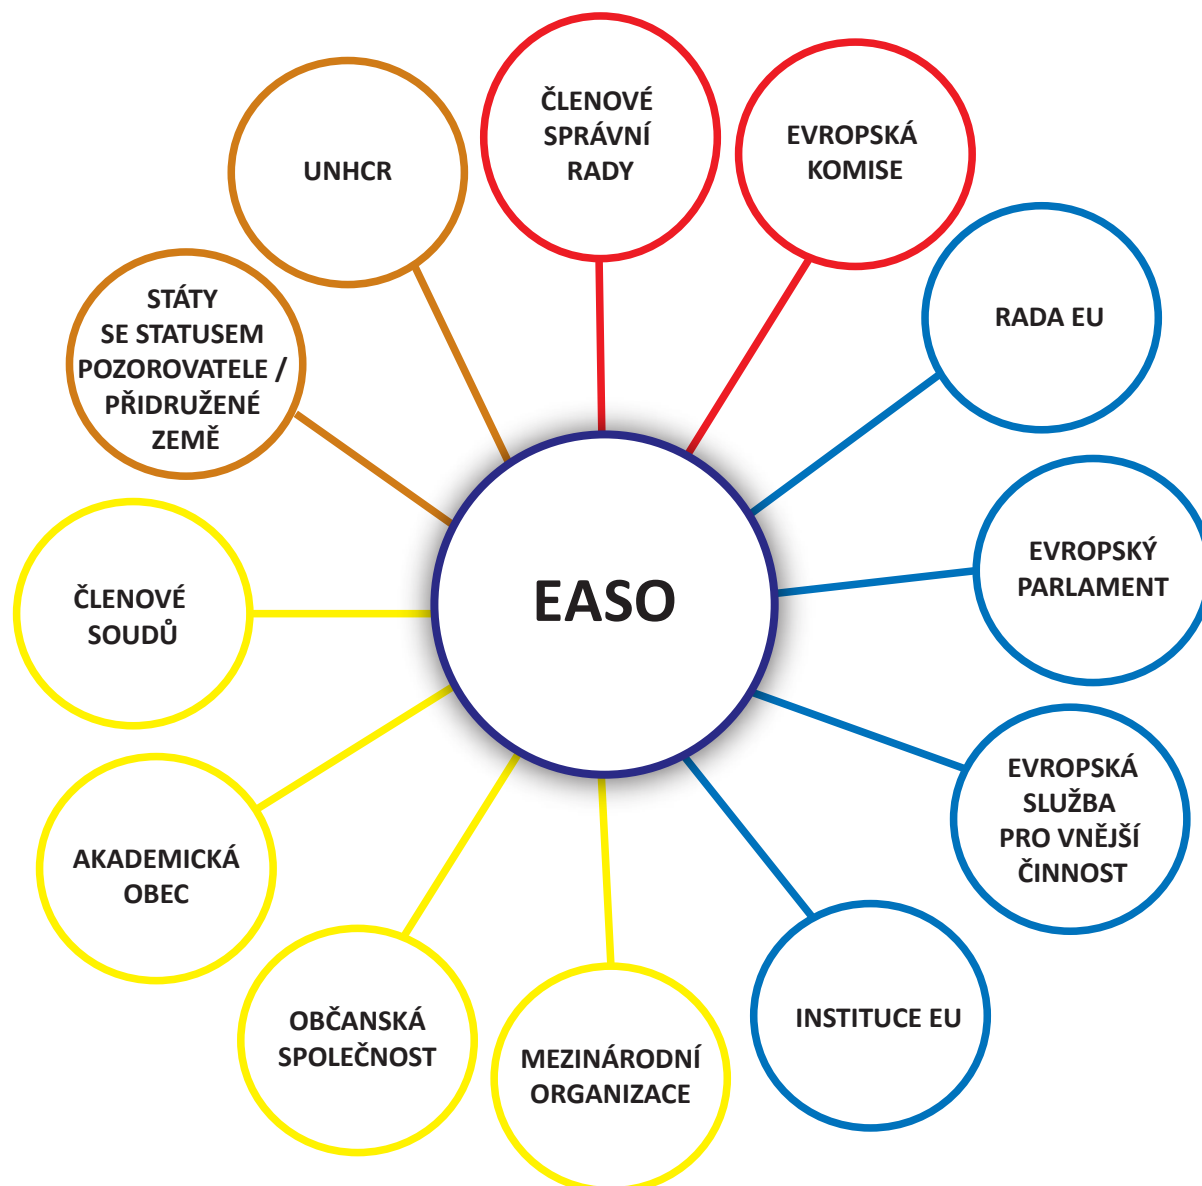 ČLENOVÉ
SPRÁVNÍ
RADY
EVROPSKÁ
KOMISE
UNHCR
RADA EU
STÁTY
SE STATUSEM
POZOROVATELE /
PŘIDRUŽENÉ
ZEMĚ
EVROPSKÝ
PARLAMENT
EASO
ČLENOVÉ
SOUDŮ
EVROPSKÁ
SLUŽBA
PRO VNĚJŠÍ
ČINNOST
AKADEMICKÁ
OBEC
INSTITUCE EU
OBČANSKÁ
SPOLEČNOST
MEZINÁRODNÍ
ORGANIZACE